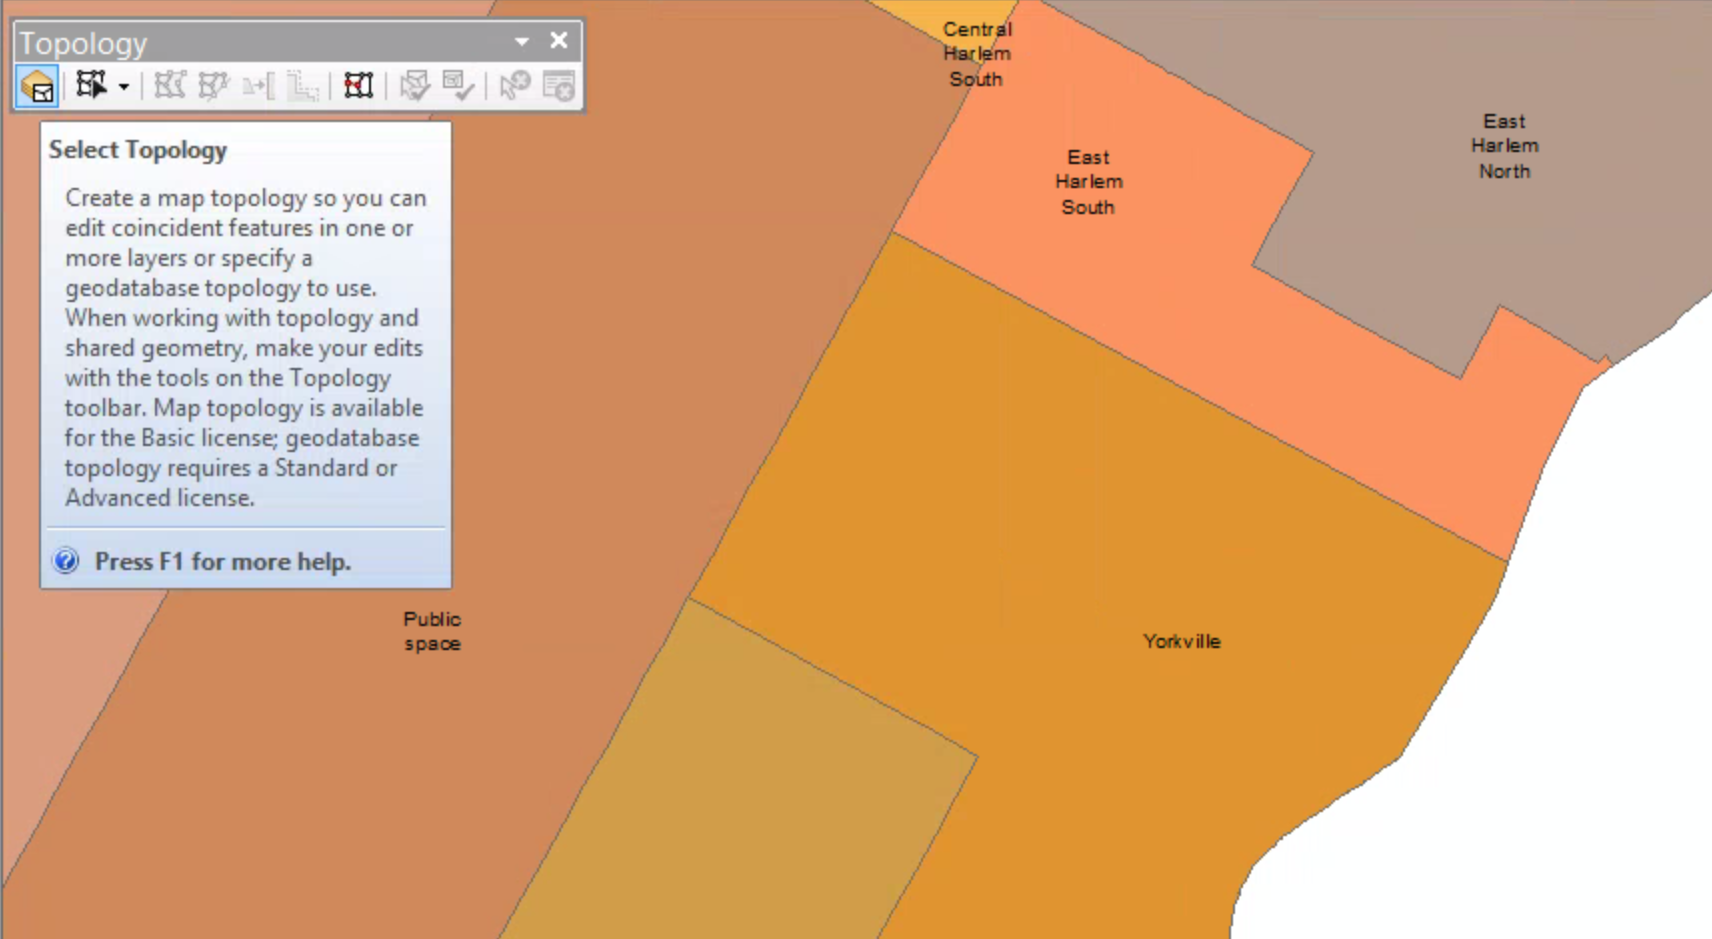 Topology
Select Topology
Create a map topology so you can
edit coincident features in one or
more layers or specify a
geodatabase topology to use.
When working with topology and
shared geometry, make your edits
with the tools on the Topology
toolbar. Map topology is available
for the Basic license; geodatabase
topology requires a Standard or
Advanced license.
Press F1 for more help.
Central
Harlem
South
East
Harlem
South
East
Harlem
North
Public
space
Yorkville